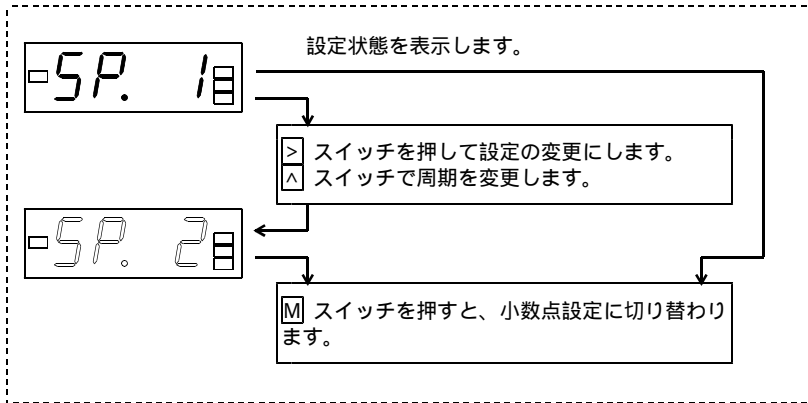 設定状態を表示します。
-SP. 1
> スイッチを押して設定の変更にします。
^ スイッチで周期を変更します。
-SP. 2
M スイッチを押すと、小数点設定に切り替わり
ます。